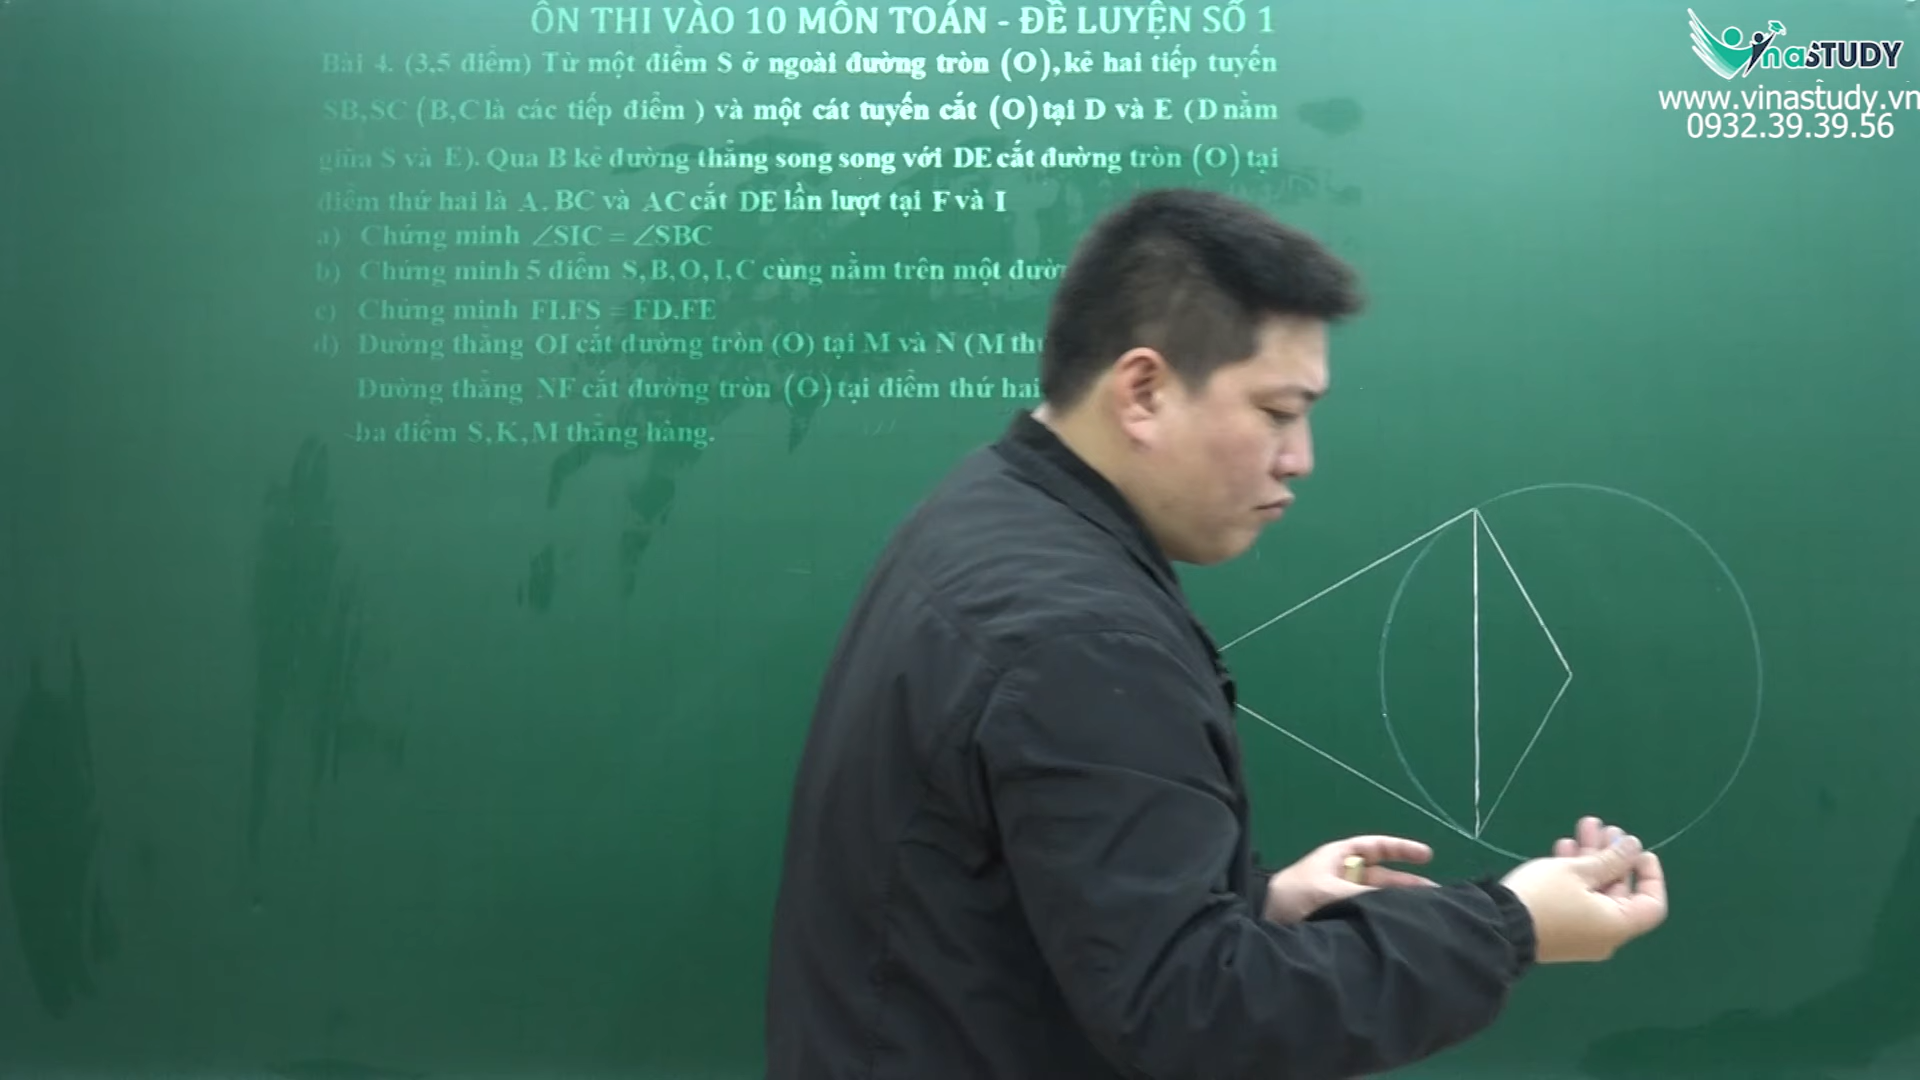 ÔN THI VÀO 10 MÔN TOÁN - ĐỀ LUYỆN SỐ 1
Bài 4. (3,5 điểm) Từ một điểm S ở ngoài đường tròn (O), kẻ hai tiếp tuyến
SB,SC (B,C là các tiếp điểm ) và một cát tuyến cắt (O) tại D và E (D nằm
giữa S và E). Qua B kẻ đường thẳng song song với DE cắt đường tròn (O) tại
điểm thứ hai là A. BC và AC cắt DE lần lượt tại F và I
a) Chứng minh ∠SIC = ∠SBC
b) Chứng minh 5 điểm S, B, O, I, C cùng nằm trên một
c) Chứng minh FI.FS = FD.FE
d) Đường thẳng OI cắt đường tròn (O) tại M và N (M
Đường thẳng NF cắt đường tròn (O) tại điểm thứ hai
ba điểm S, K, M thẳng hàng.
VinaSTUDY
www.vinastudy.vn
0932.39.39.56